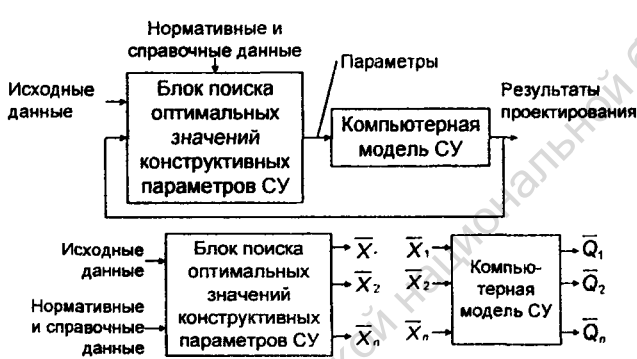 Нормативные и
справочные данные
Исходные
данные
Блок поиска
оптимальных
значений
конструктивных
параметров СУ
Параметры
Компьютерная
модель СУ
Результаты
проектирования
Исходные
данные
Нормативные
и справочные
данные
Блок поиска
оптимальных
значений
конструктивных
параметров СУ
X̅₁
X̅₂
X̅ₙ
X̅₁
X̅₂
X̅ₙ
Компью-
терная
модель СУ
Q̅₁
Q̅₂
Q̅ₙ